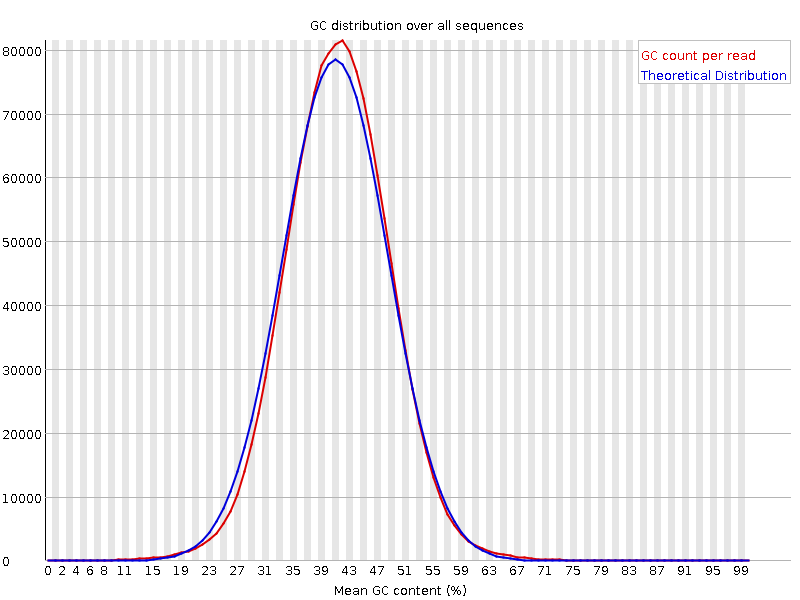 GC distribution over all sequences
GC count per read
Theoretical Distribution
80000
70000
60000
50000
40000
30000
20000
10000
0
0 2 4 6 8 11 15 19 23 27 31 35 39 43 47 51 55 59 63 67 71 75 79 83 87 91 95 99
Mean GC content (%)